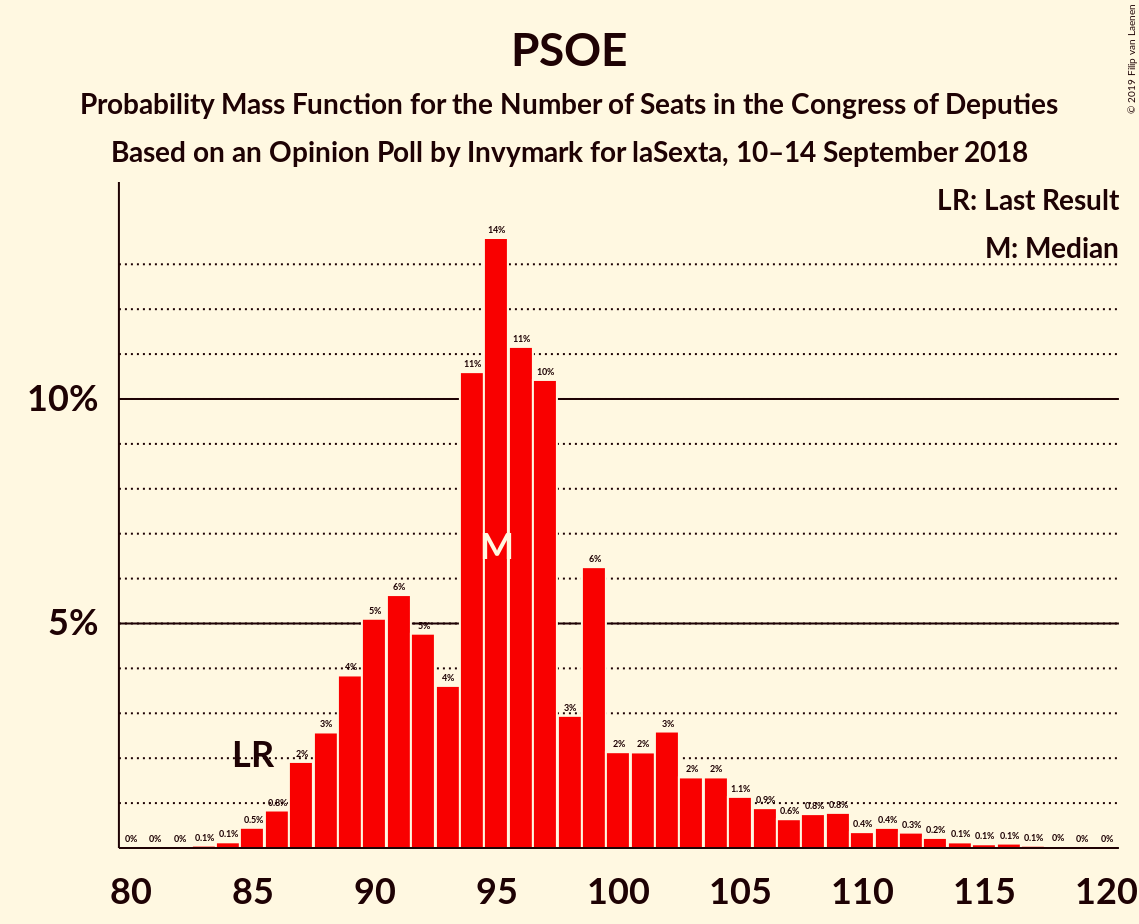 PSOE
Probability Mass Function for the Number of Seats in the Congress of Deputies
Based on an Opinion Poll by Invymark for laSexta, 10–14 September 2018
© 2019 Filip van Laenen
LR: Last Result
M: Median
10%
5%
0% 0% 0% 0.1% 0.1% 0.5% 0.8% 2% 3% 4% 5% 6% 5% 4% 11% 14% 11% 10% 3% 6% 2% 2% 3% 2% 2% 1.1% 0.9% 0.6% 0.8% 0.8% 0.4% 0.4% 0.3% 0.2% 0.1% 0.1% 0.1% 0.1% 0% 0% 0%
M
LR
80 85 90 95 100 105 110 115 120